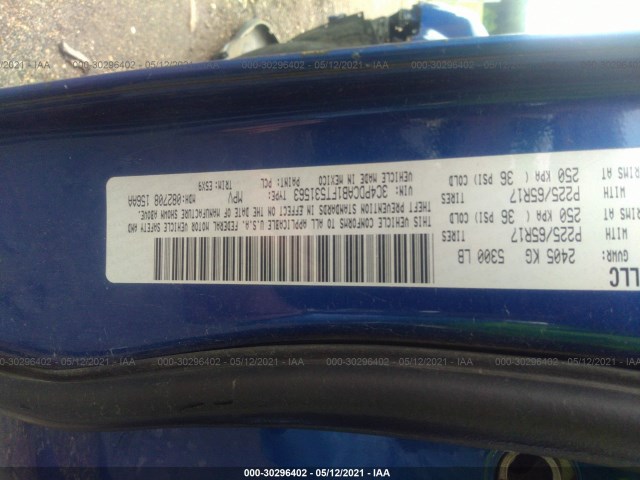 LLC
GVWR: 2405 KG 5300 LB
WITH TIRES P225/65R17
RIMS AT 250 KPA ( 36 PSI) COLD
WITH TIRES P225/65R17
RIMS AT 250 KPA ( 36 PSI) COLD
THIS VEHICLE CONFORMS TO ALL APPLICABLE U.S.A. FEDERAL MOTOR VEHICLE SAFETY AND
THEFT PREVENTION STANDARDS IN EFFECT ON THE DATE OF MANUFACTURE SHOWN ABOVE.
VIN: 3C4PDCAB1FT531563 TYPE: MPV MDH:082708 156AA
VEHICLE MADE IN MEXICO PAINT: PCL TRIM: ESX9
000-30296402 - 05/12/2021 - IAA